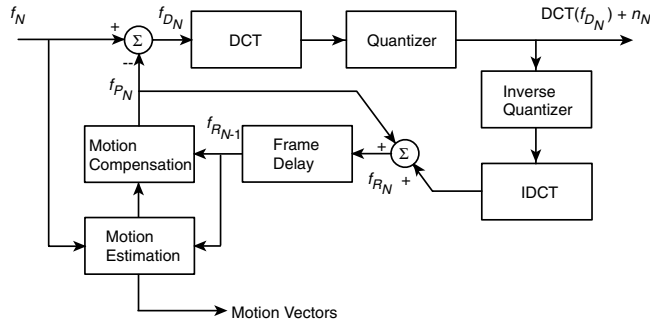 f_N
+
Σ
--
f_{D_N}
DCT
Quantizer
DCT(f_{D_N}) + n_N
f_{P_N}
Inverse
Quantizer
Motion
Compensation
f_{R_{N-1}}
Frame
Delay
+
Σ
f_{R_N}
+
IDCT
Motion
Estimation
Motion Vectors